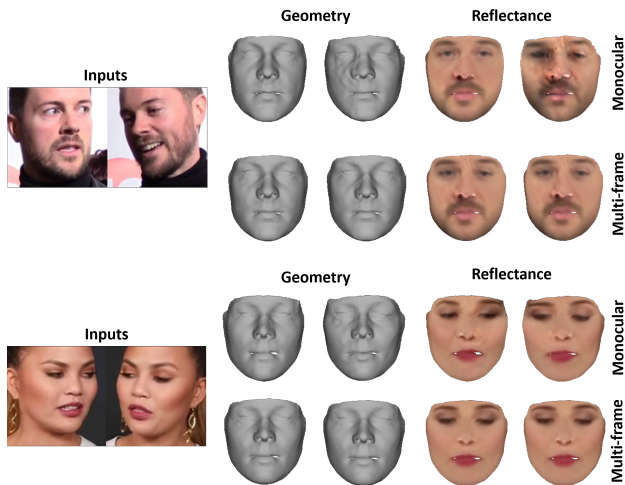 Geometry Reflectance
Inputs
Monocular
Multi-frame
Geometry Reflectance
Inputs
Monocular
Multi-frame